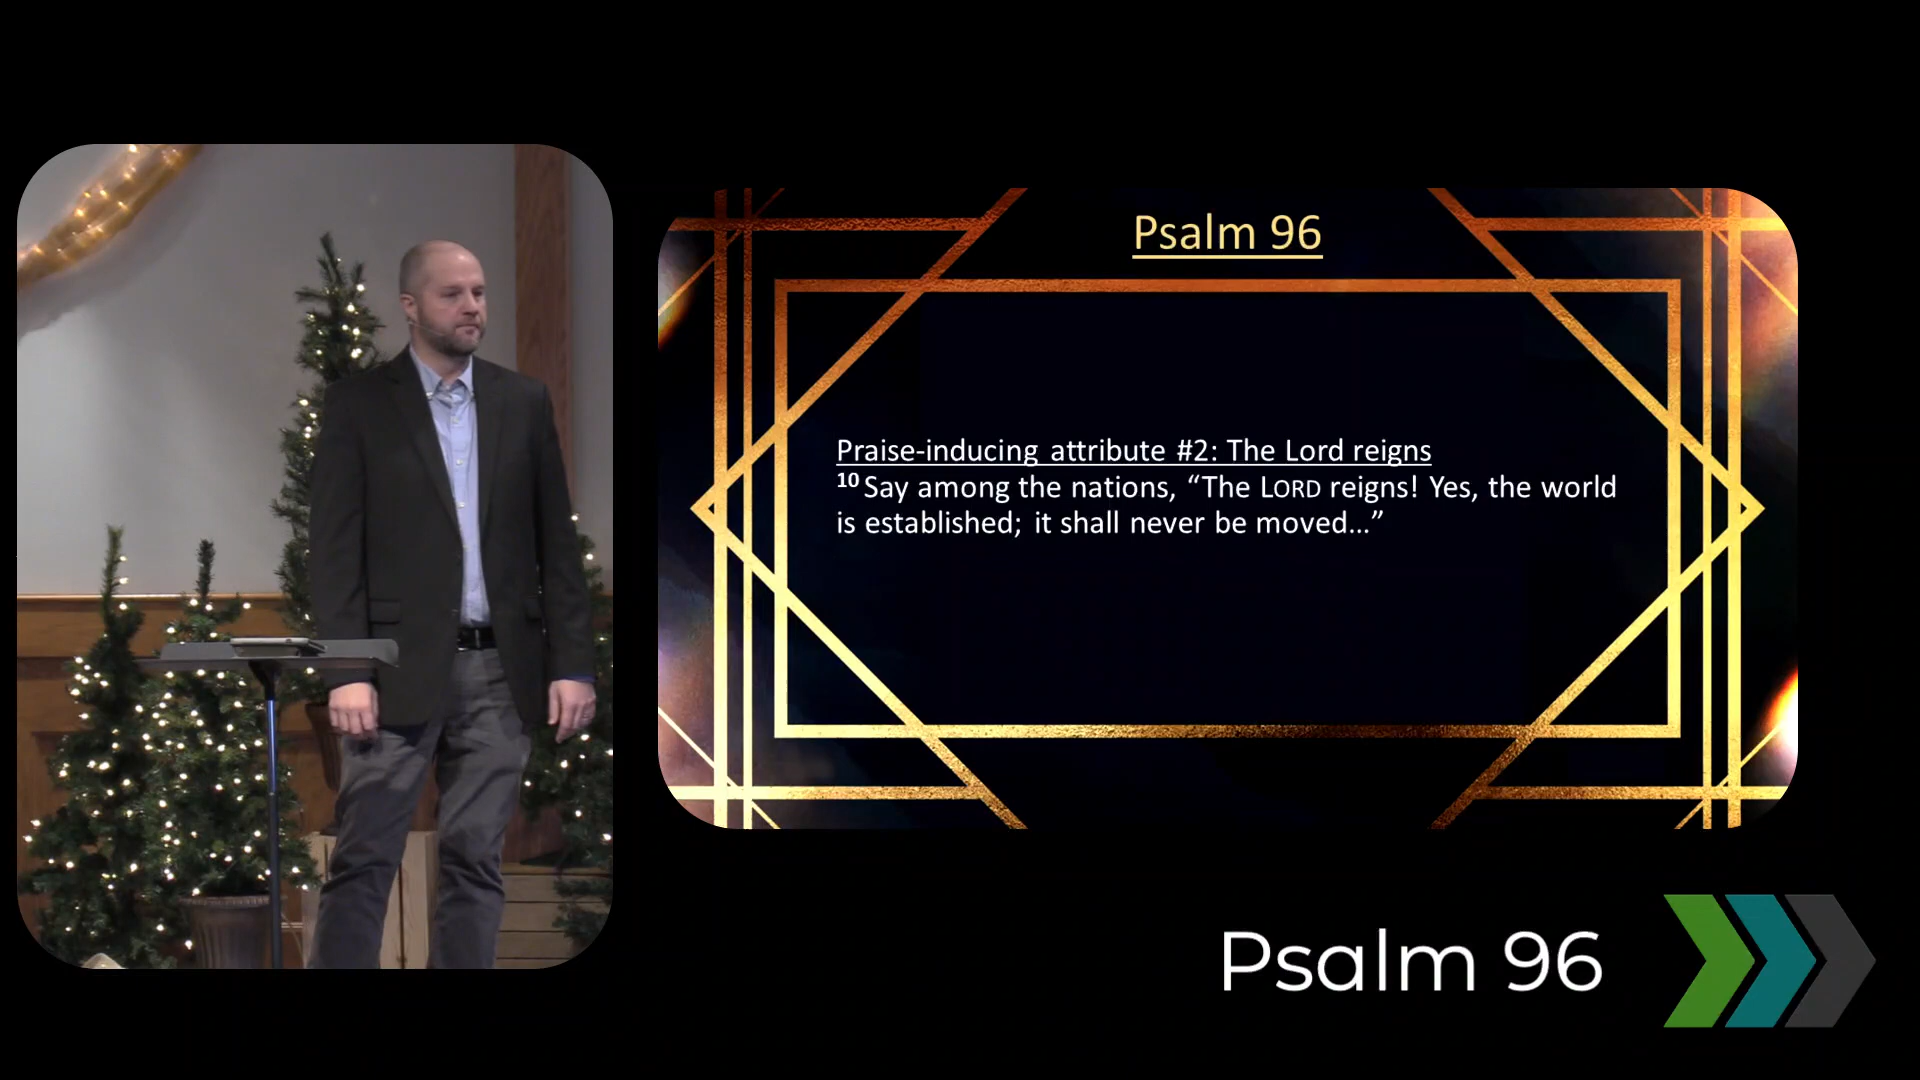 Psalm 96
Praise-inducing attribute #2: The Lord reigns
10 Say among the nations, “The LORD reigns! Yes, the world
is established; it shall never be moved…”
Psalm 96